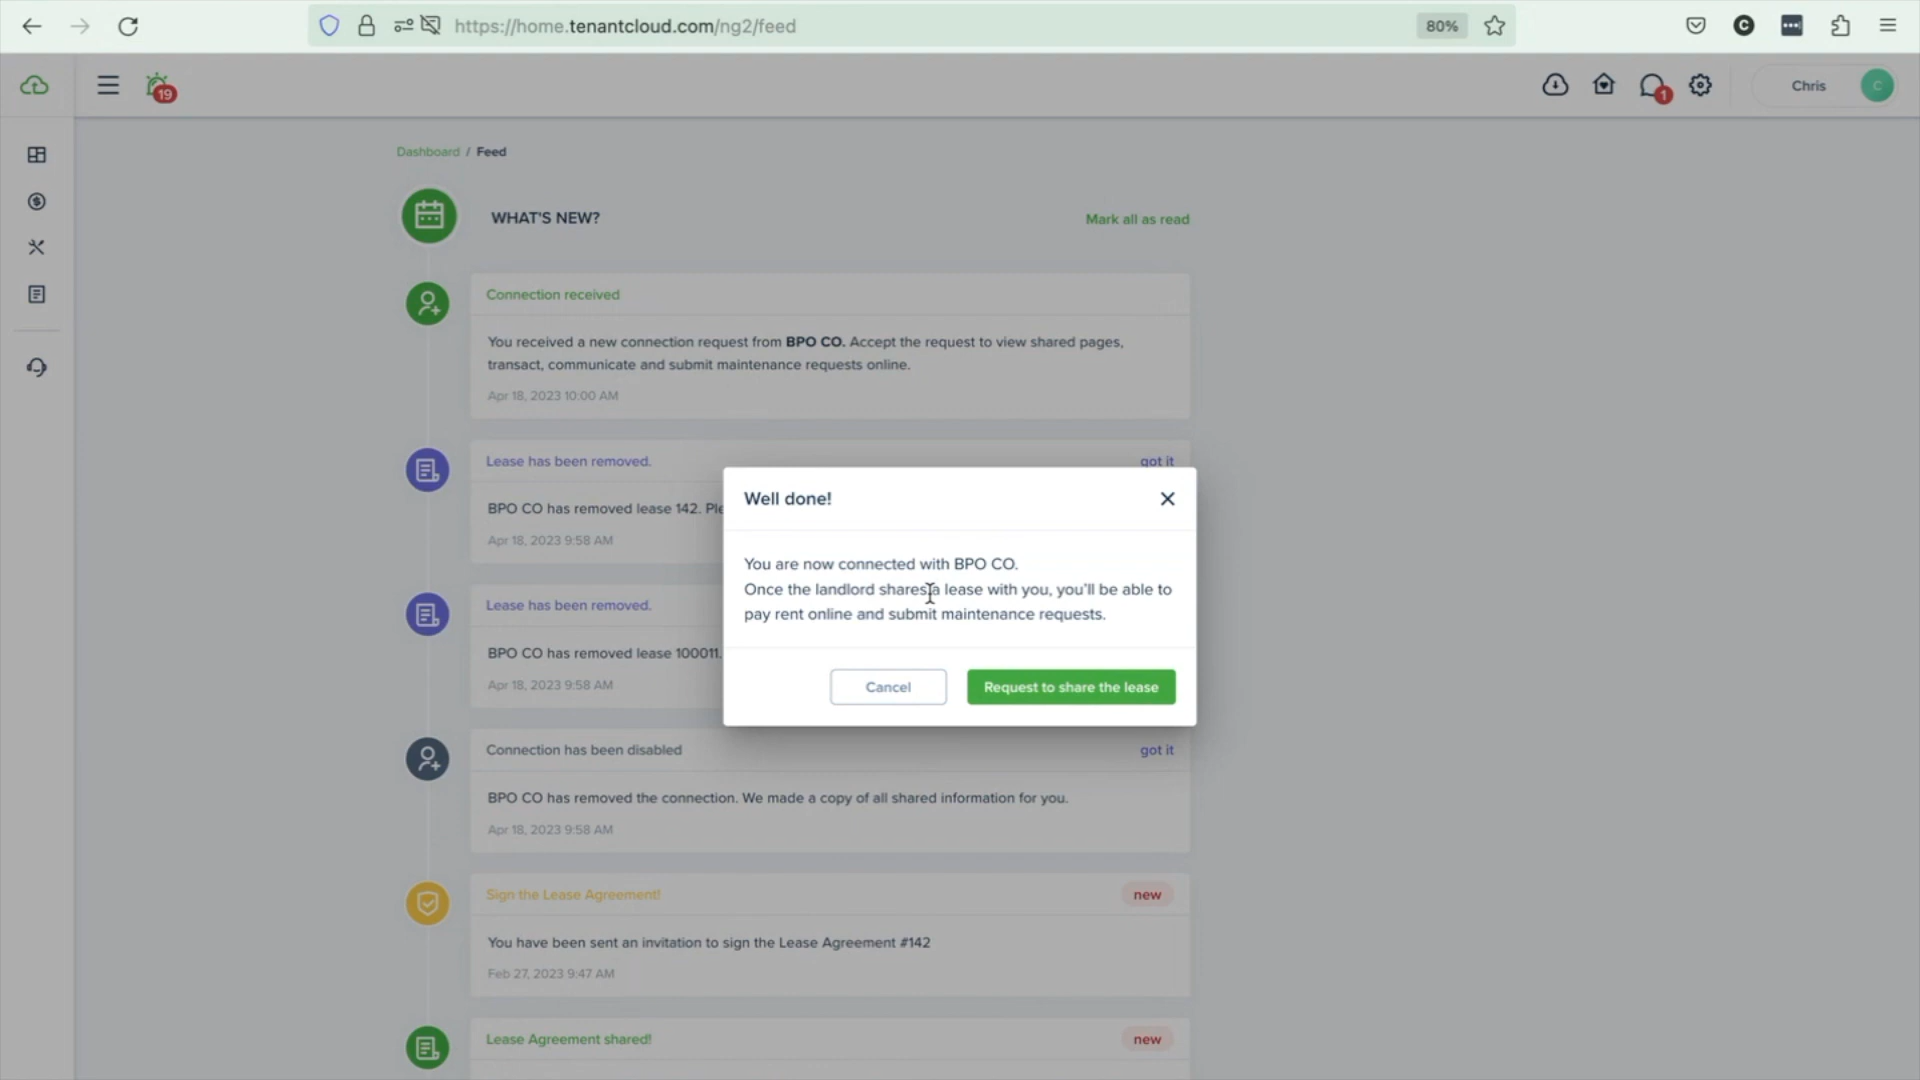 https://home.tenantcloud.com/ng2/feed
80%
19
1
Chris
C
Dashboard / Feed
WHAT'S NEW?
Mark all as read
Connection received
You received a new connection request from BPO CO. Accept the request to view shared pages,
transact, communicate and submit maintenance requests online.
Apr 18, 2023 10:00 AM
Lease has been removed.
got it
BPO CO has removed lease 142. Ple
Apr 18, 2023 9:58 AM
Well done!
You are now connected with BPO CO.
Once the landlord shares a lease with you, you'll be able to
pay rent online and submit maintenance requests.
Cancel
Request to share the lease
Lease has been removed.
BPO CO has removed lease 100011.
Apr 18, 2023 9:58 AM
Connection has been disabled
got it
BPO CO has removed the connection. We made a copy of all shared information for you.
Apr 18, 2023 9:58 AM
Sign the Lease Agreement!
new
You have been sent an invitation to sign the Lease Agreement #142
Feb 27, 2023 9:47 AM
Lease Agreement shared!
new